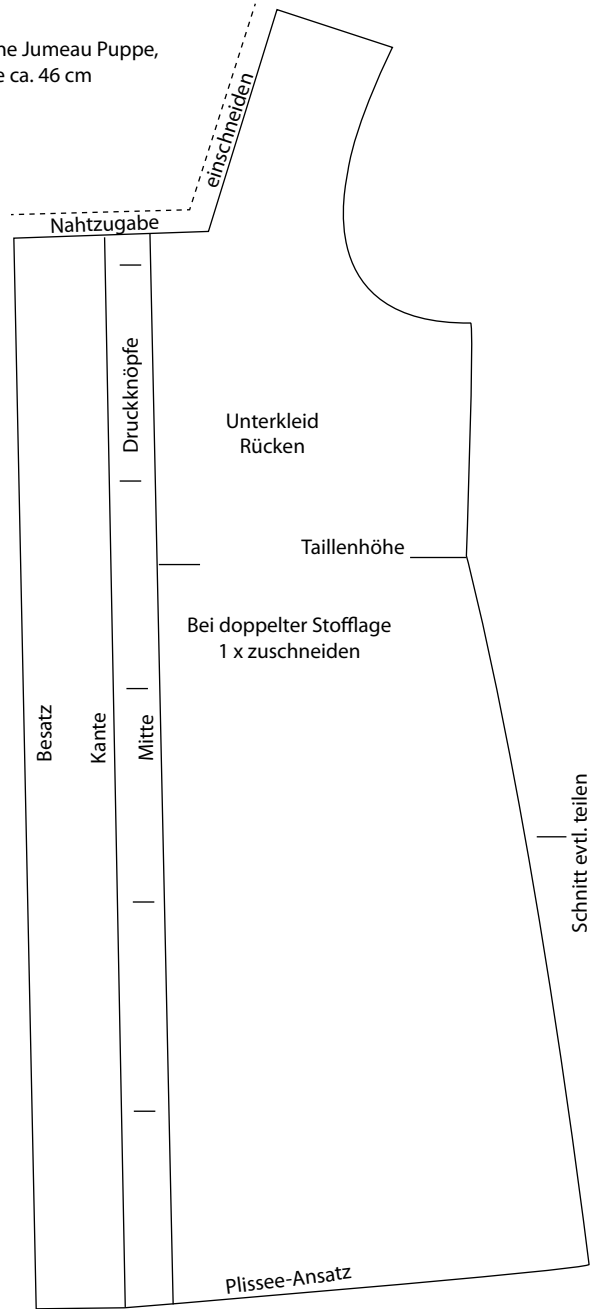 ne Jumeau Puppe,
e ca. 46 cm
einschneiden
Nahtzugabe
Druckknöpfe
Unterkleid
Rücken
Taillenhöhe
Bei doppelter Stofflage
1 x zuschneiden
Besatz
Kante
Mitte
Schnitt evtl. teilen
Plissee-Ansatz